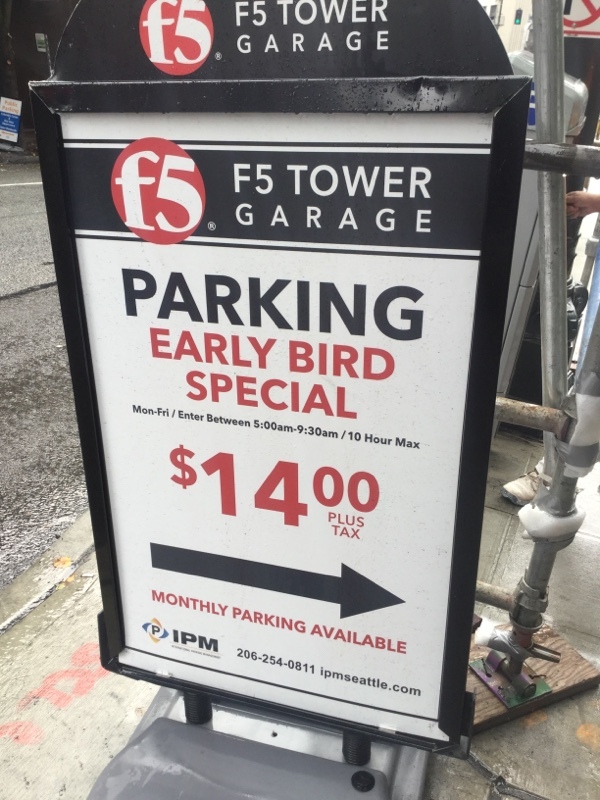 f5® F5 TOWER
GARAGE
f5® F5 TOWER
GARAGE
PARKING
EARLY BIRD
SPECIAL
Mon-Fri / Enter Between 5:00am-9:30am / 10 Hour Max
$14 00
PLUS
TAX
MONTHLY PARKING AVAILABLE
P IPM
206-254-0811 ipmseattle.com